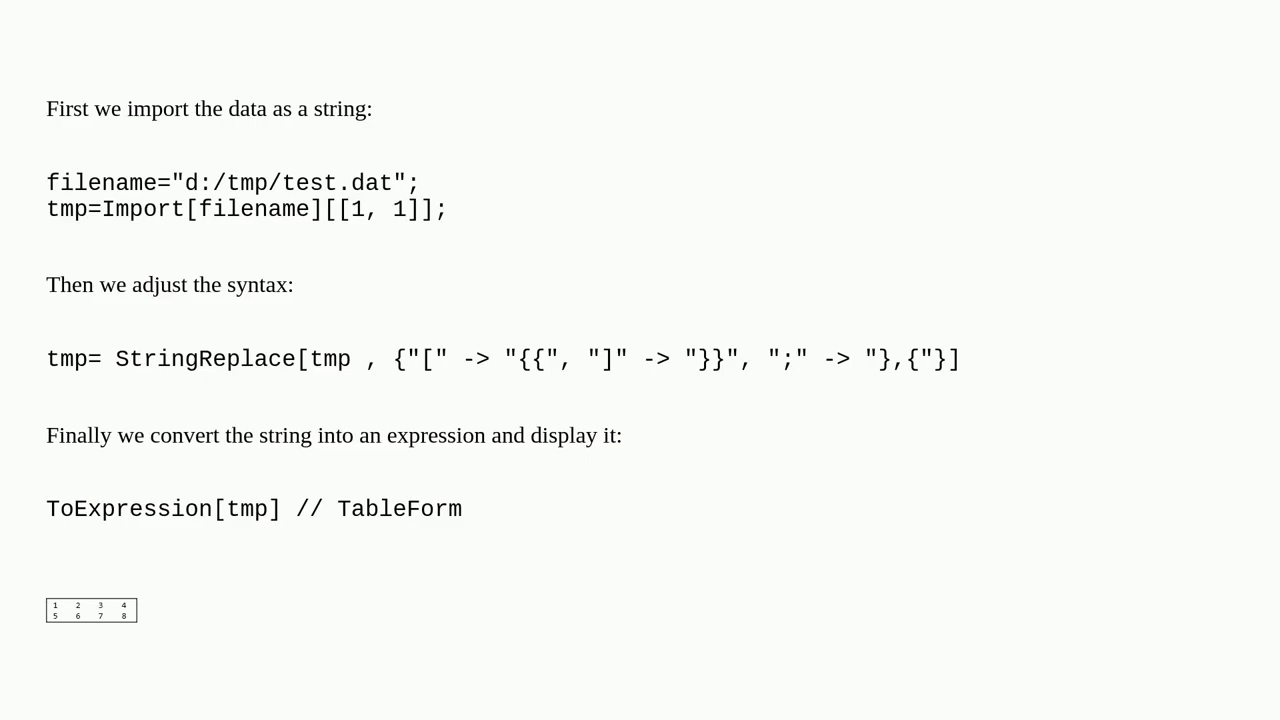 First we import the data as a string:
filename="d:/tmp/test.dat";
tmp=Import[filename][[1, 1]];
Then we adjust the syntax:
tmp= StringReplace[tmp , {"[" -> "{{", "]" -> "}}", ";" -> "},{"}]
Finally we convert the string into an expression and display it:
ToExpression[tmp] // TableForm
1 2 3 4
5 6 7 8